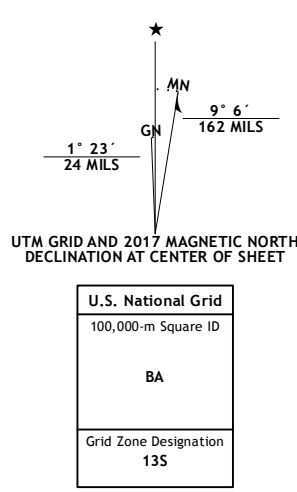 ★
MN
GN
9° 6´
162 MILS
1° 23´
24 MILS
UTM GRID AND 2017 MAGNETIC NORTH
DECLINATION AT CENTER OF SHEET
U.S. National Grid
100,000-m Square ID
BA
Grid Zone Designation
13S